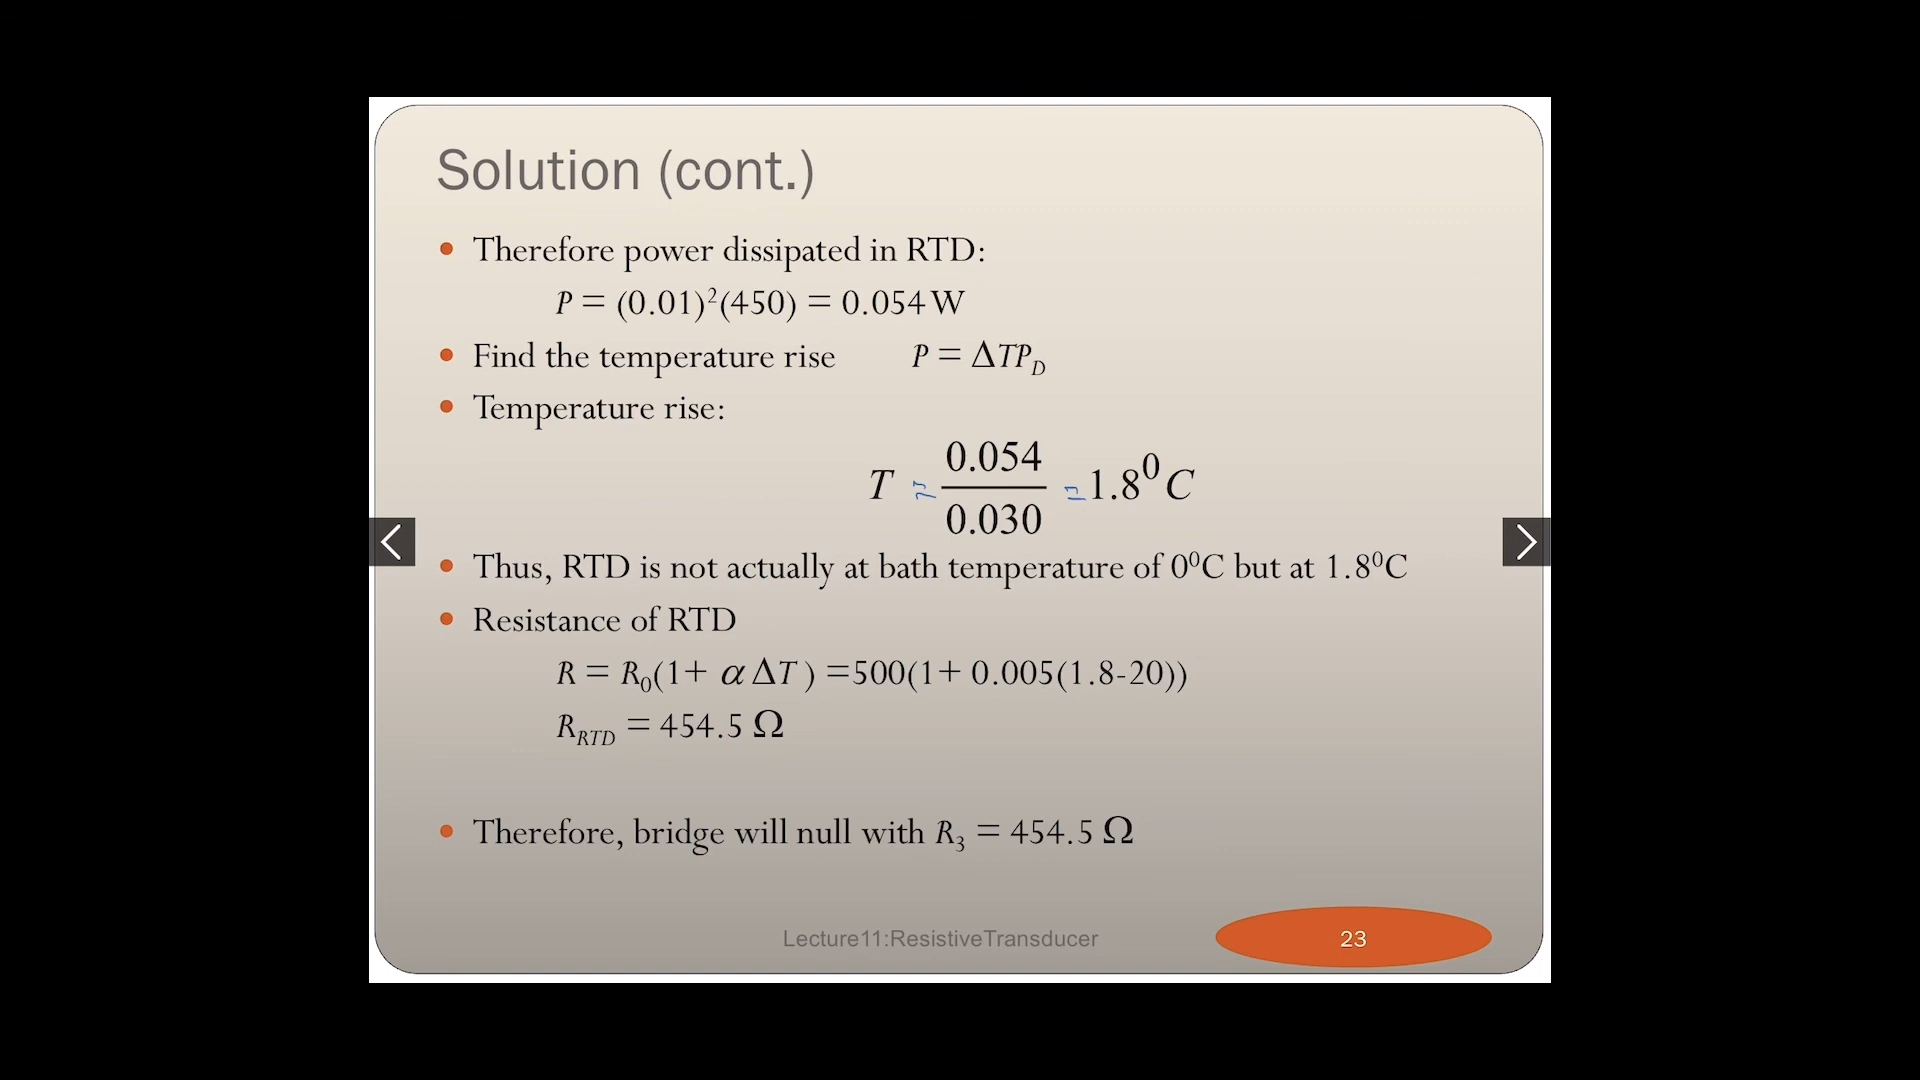 Solution (cont.)
• Therefore power dissipated in RTD:
P = (0.01)²(450) = 0.054 W
• Find the temperature rise P = ΔTP_D
• Temperature rise:
T = 0.054/0.030 = 1.8⁰C
• Thus, RTD is not actually at bath temperature of 0⁰C but at 1.8⁰C
• Resistance of RTD
R = R₀(1+ αΔT) =500(1+ 0.005(1.8-20))
R_RTD = 454.5 Ω
• Therefore, bridge will null with R₃ = 454.5 Ω
Lecture11:ResistiveTransducer
23